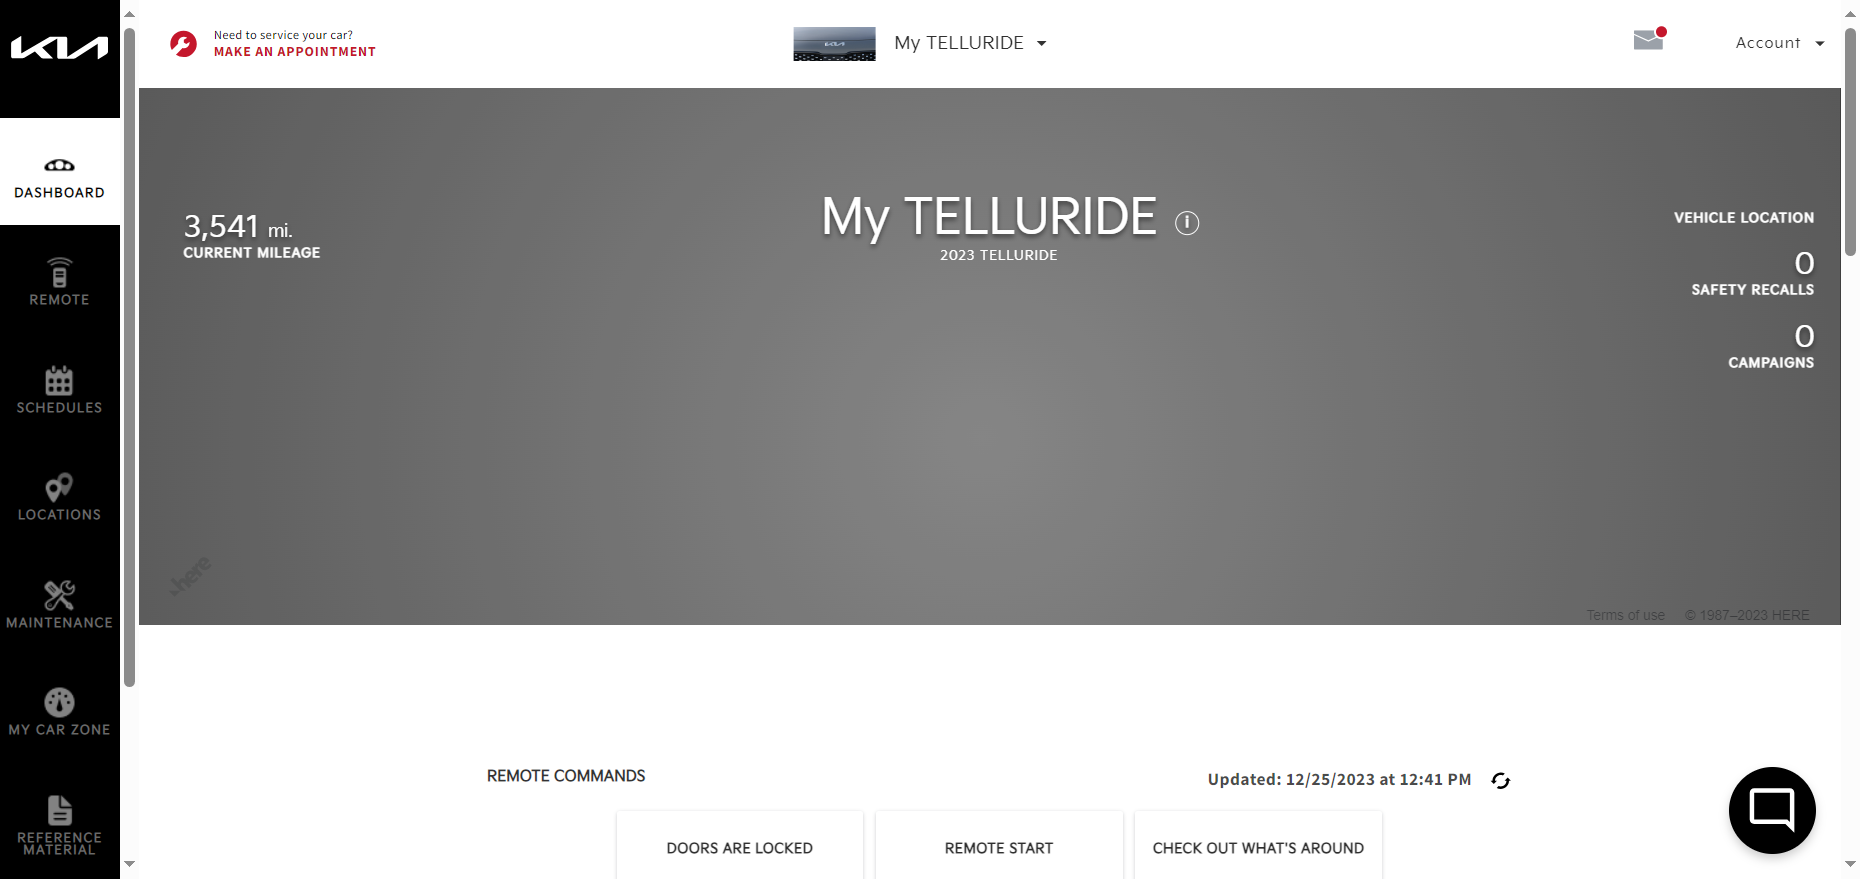 KIA
Need to service your car?
MAKE AN APPOINTMENT
My TELLURIDE
Account
DASHBOARD
REMOTE
SCHEDULES
LOCATIONS
MAINTENANCE
MY CAR ZONE
REFERENCE
MATERIAL
3,541 mi.
CURRENT MILEAGE
My TELLURIDE
2023 TELLURIDE
VEHICLE LOCATION
0
SAFETY RECALLS
0
CAMPAIGNS
here
Terms of use © 1987–2023 HERE
REMOTE COMMANDS
Updated: 12/25/2023 at 12:41 PM
DOORS ARE LOCKED
REMOTE START
CHECK OUT WHAT'S AROUND